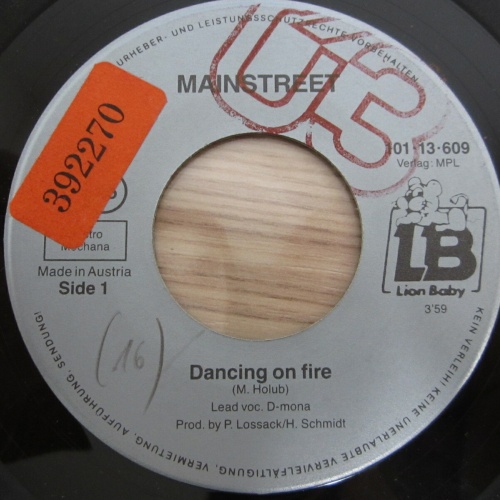 URHEBER- UND LEISTUNGSSCHUTZRECHTE VORBEHALTEN
MAINSTREET
Ü3
392270
101·13·609
Verlag: MPL
Mechana
Made in Austria
Side 1
LB
Lion Baby
3'59
(16)
Dancing on fire
(M. Holub)
Lead voc. D-mona
Prod. by P. Lossack/H. Schmidt
KEIN VERLEIH! KEINE UNERLAUBTE VERVIELFÄLTIGUNG, VERMIETUNG, AUFFÜHRUNG, SENDUNG!